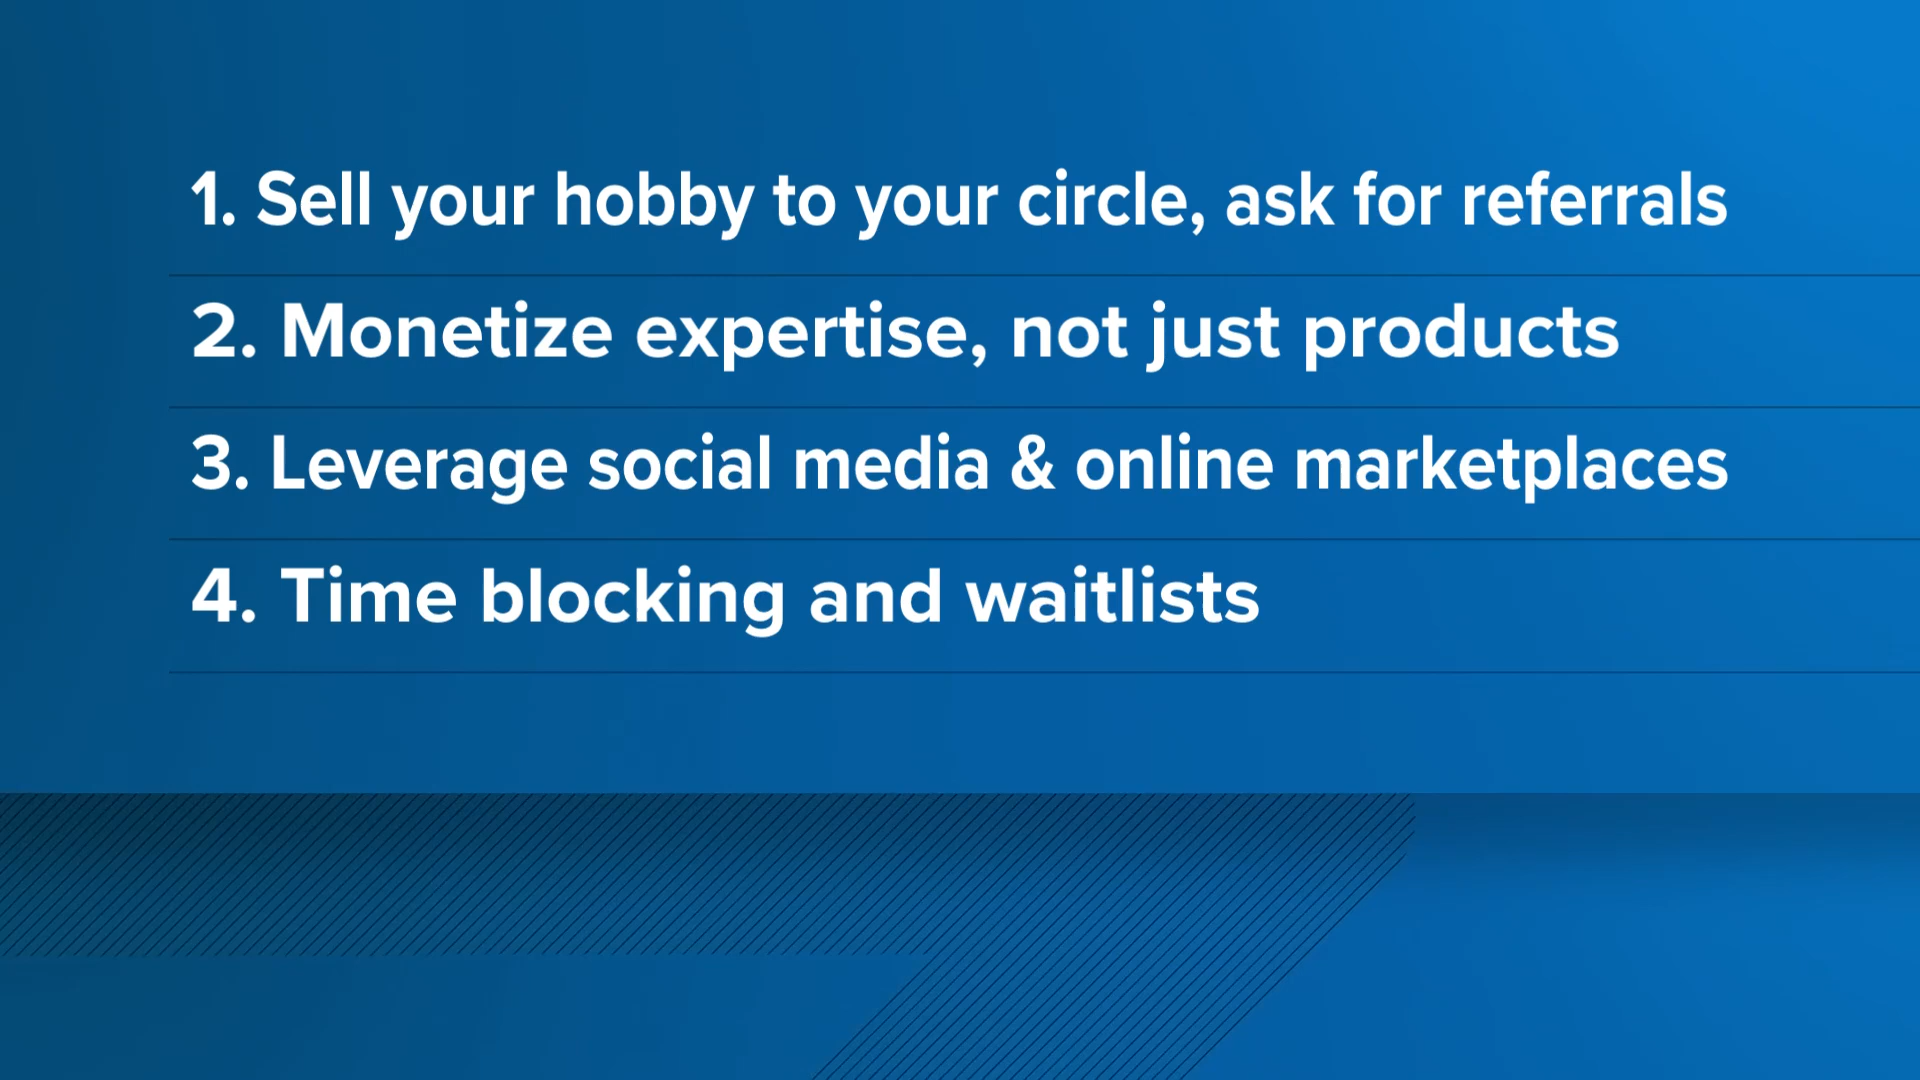 1. Sell your hobby to your circle, ask for referrals
2. Monetize expertise, not just products
3. Leverage social media & online marketplaces
4. Time blocking and waitlists